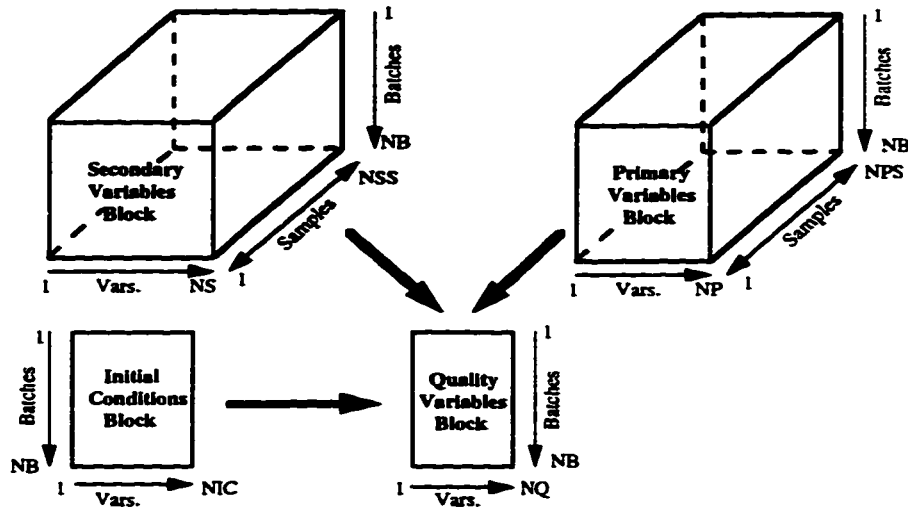 1
Batches
NB
NSS
Samples
1
Secondary
Variables
Block
1
Vars.
NS
1
Batches
NB
NPS
Samples
1
Primary
Variables
Block
1
Vars.
NP
1
Batches
NB
Initial
Conditions
Block
1
Vars.
NIC
Quality
Variables
Block
1
Batches
NB
1
Vars.
NQ